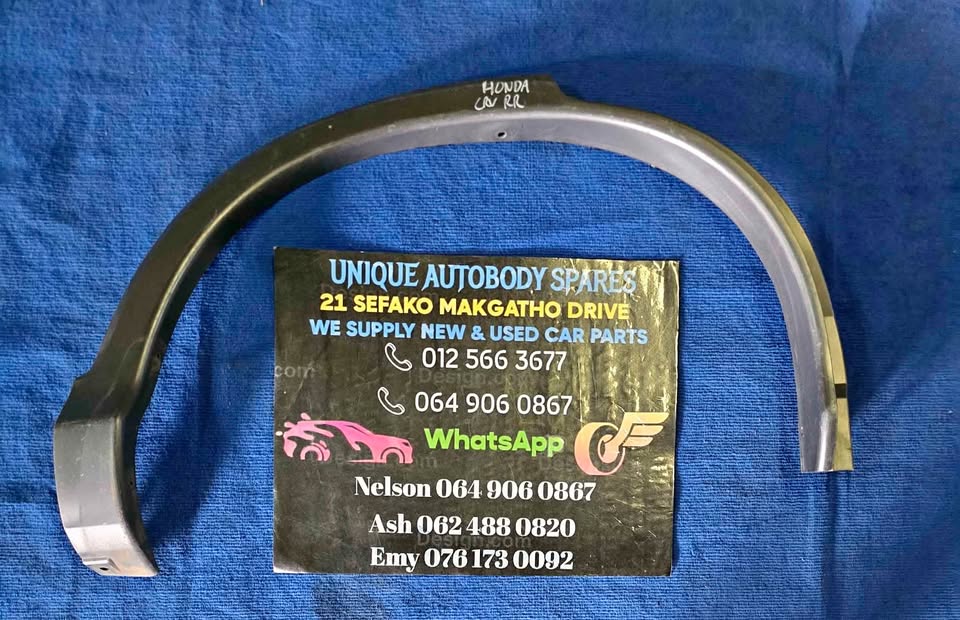 HONDA
CRV RR
UNIQUE AUTOBODY SPARES
21 SEFAKO MAKGATHO DRIVE
WE SUPPLY NEW & USED CAR PARTS
012 566 3677
064 906 0867
WhatsApp
Nelson 064 906 0867
Ash 062 488 0820
Emy 076 173 0092